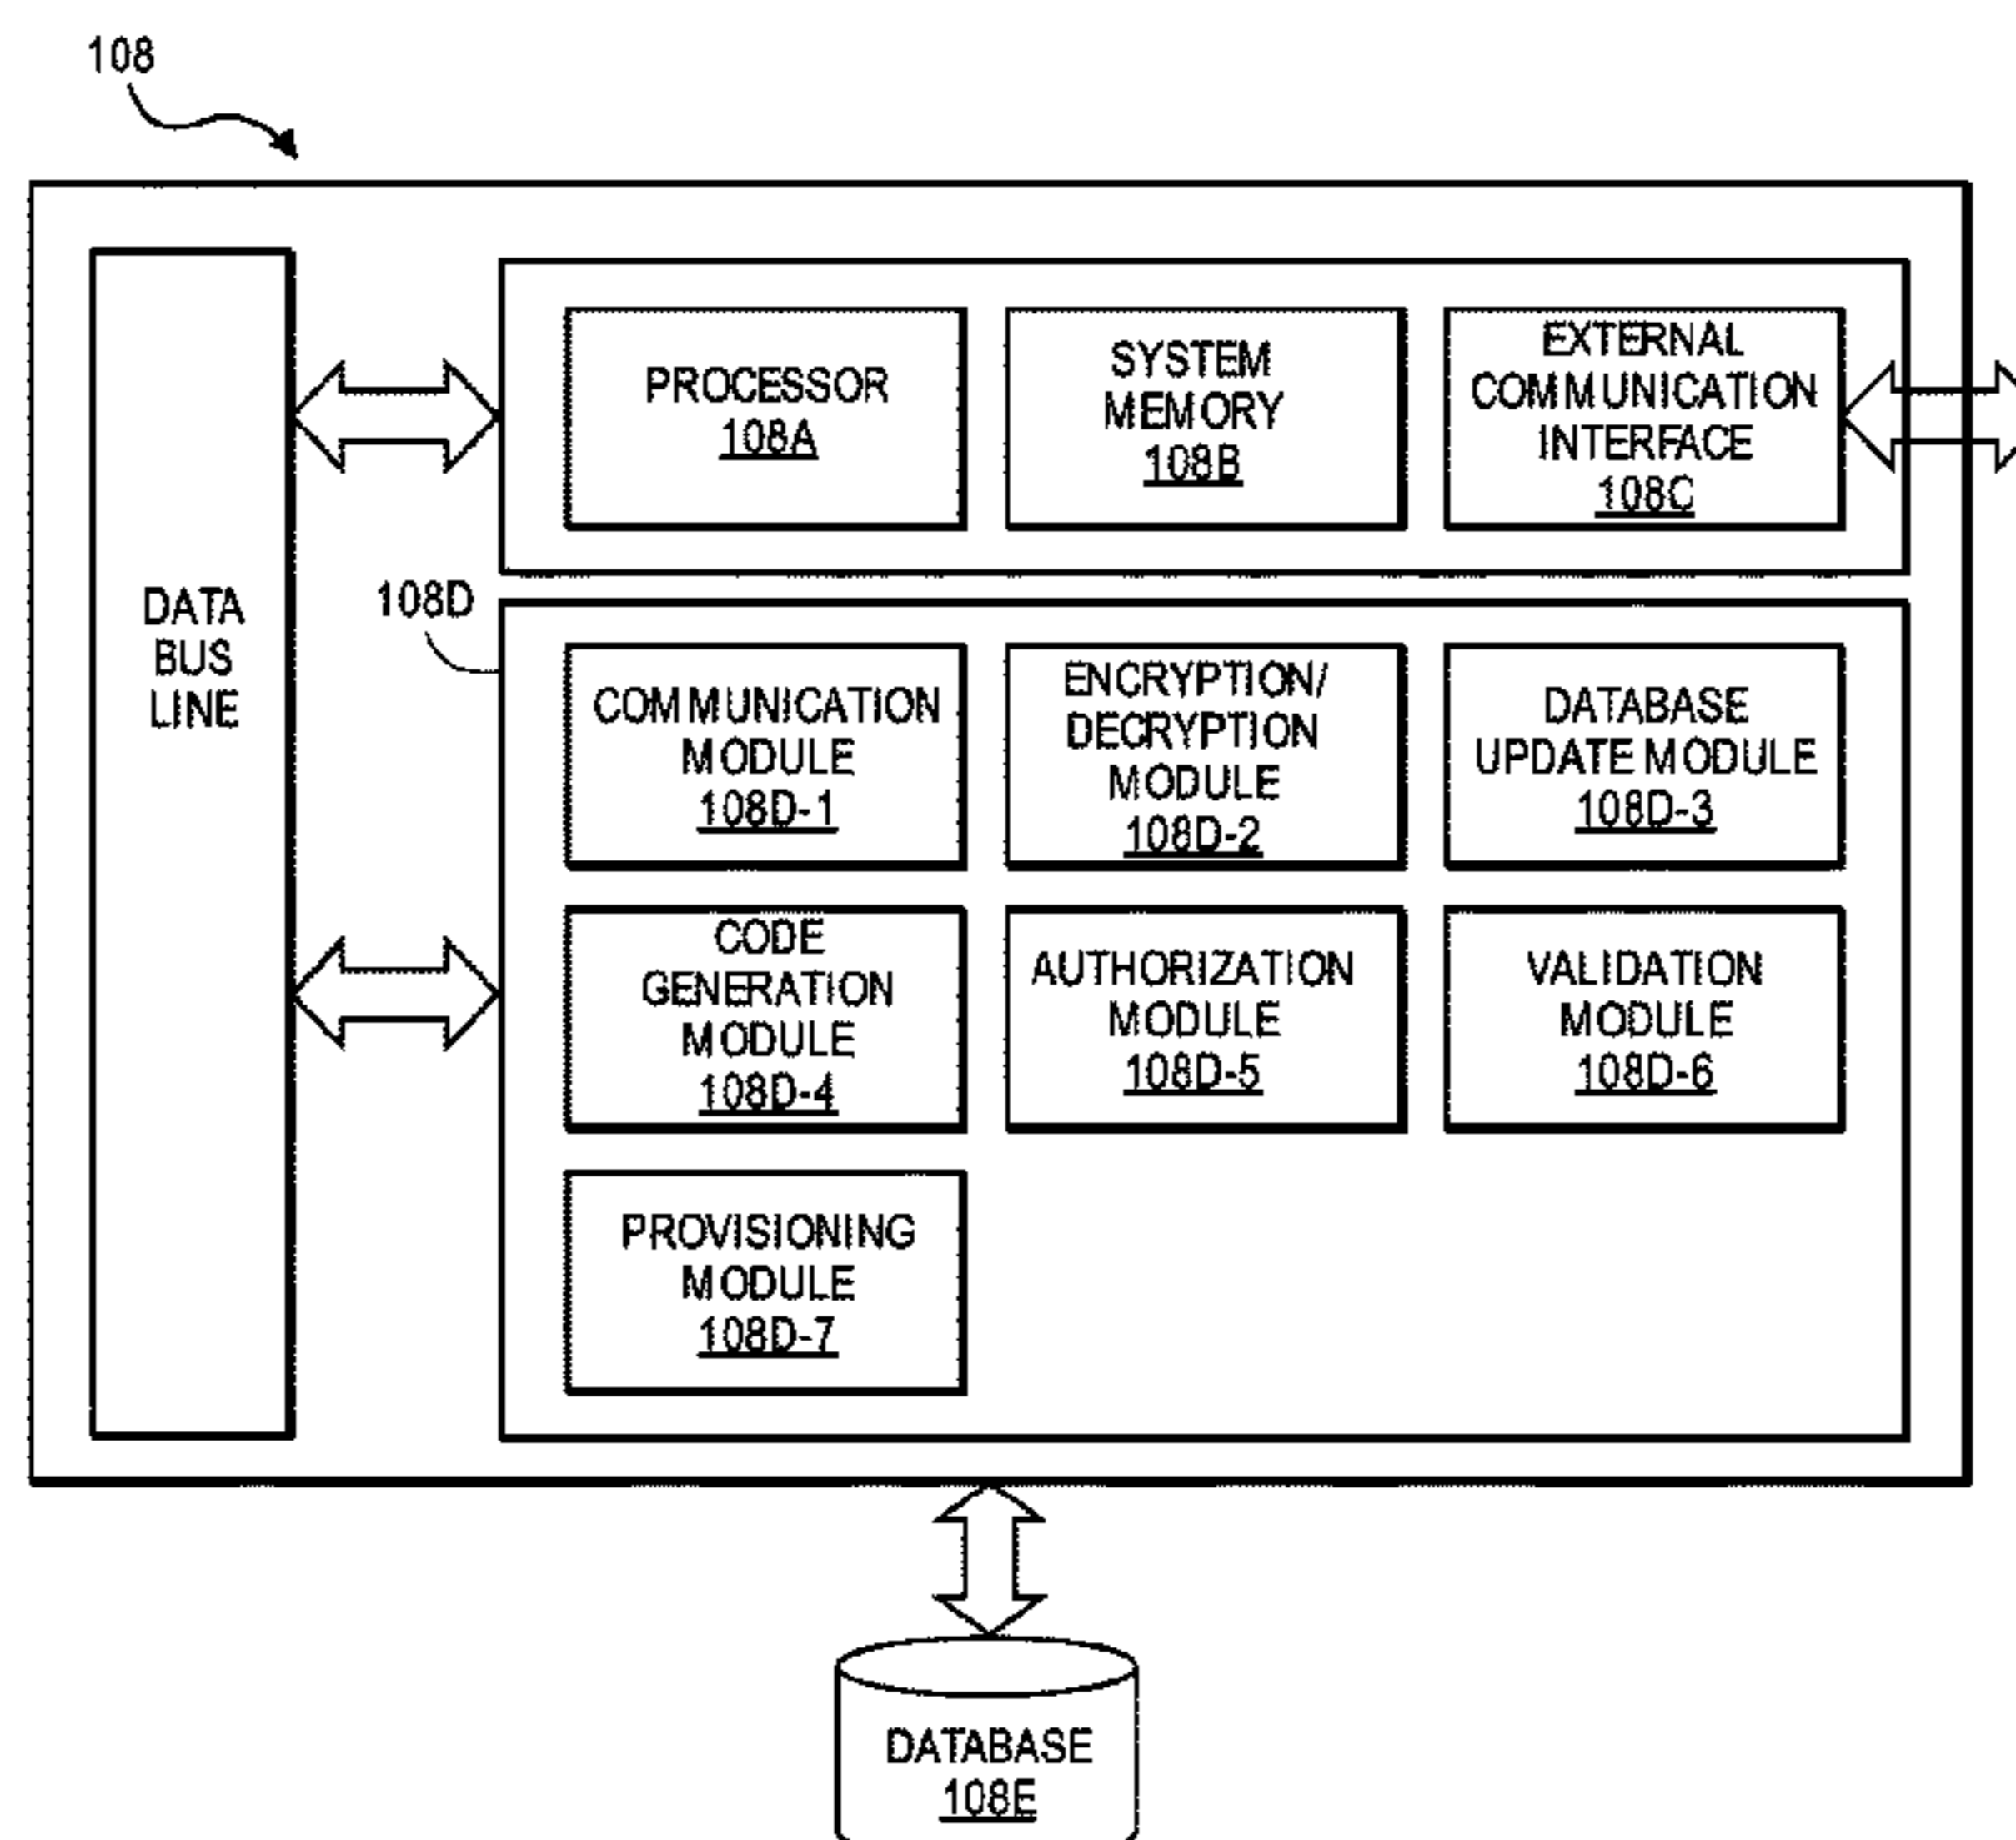 108
DATA
BUS
LINE
PROCESSOR
108A
SYSTEM
MEMORY
108B
EXTERNAL
COMMUNICATION
INTERFACE
108C
108D
COMMUNICATION
MODULE
108D-1
ENCRYPTION/
DECRYPTION
MODULE
108D-2
DATABASE
UPDATE MODULE
108D-3
CODE
GENERATION
MODULE
108D-4
AUTHORIZATION
MODULE
108D-5
VALIDATION
MODULE
108D-6
PROVISIONING
MODULE
108D-7
DATABASE
108E